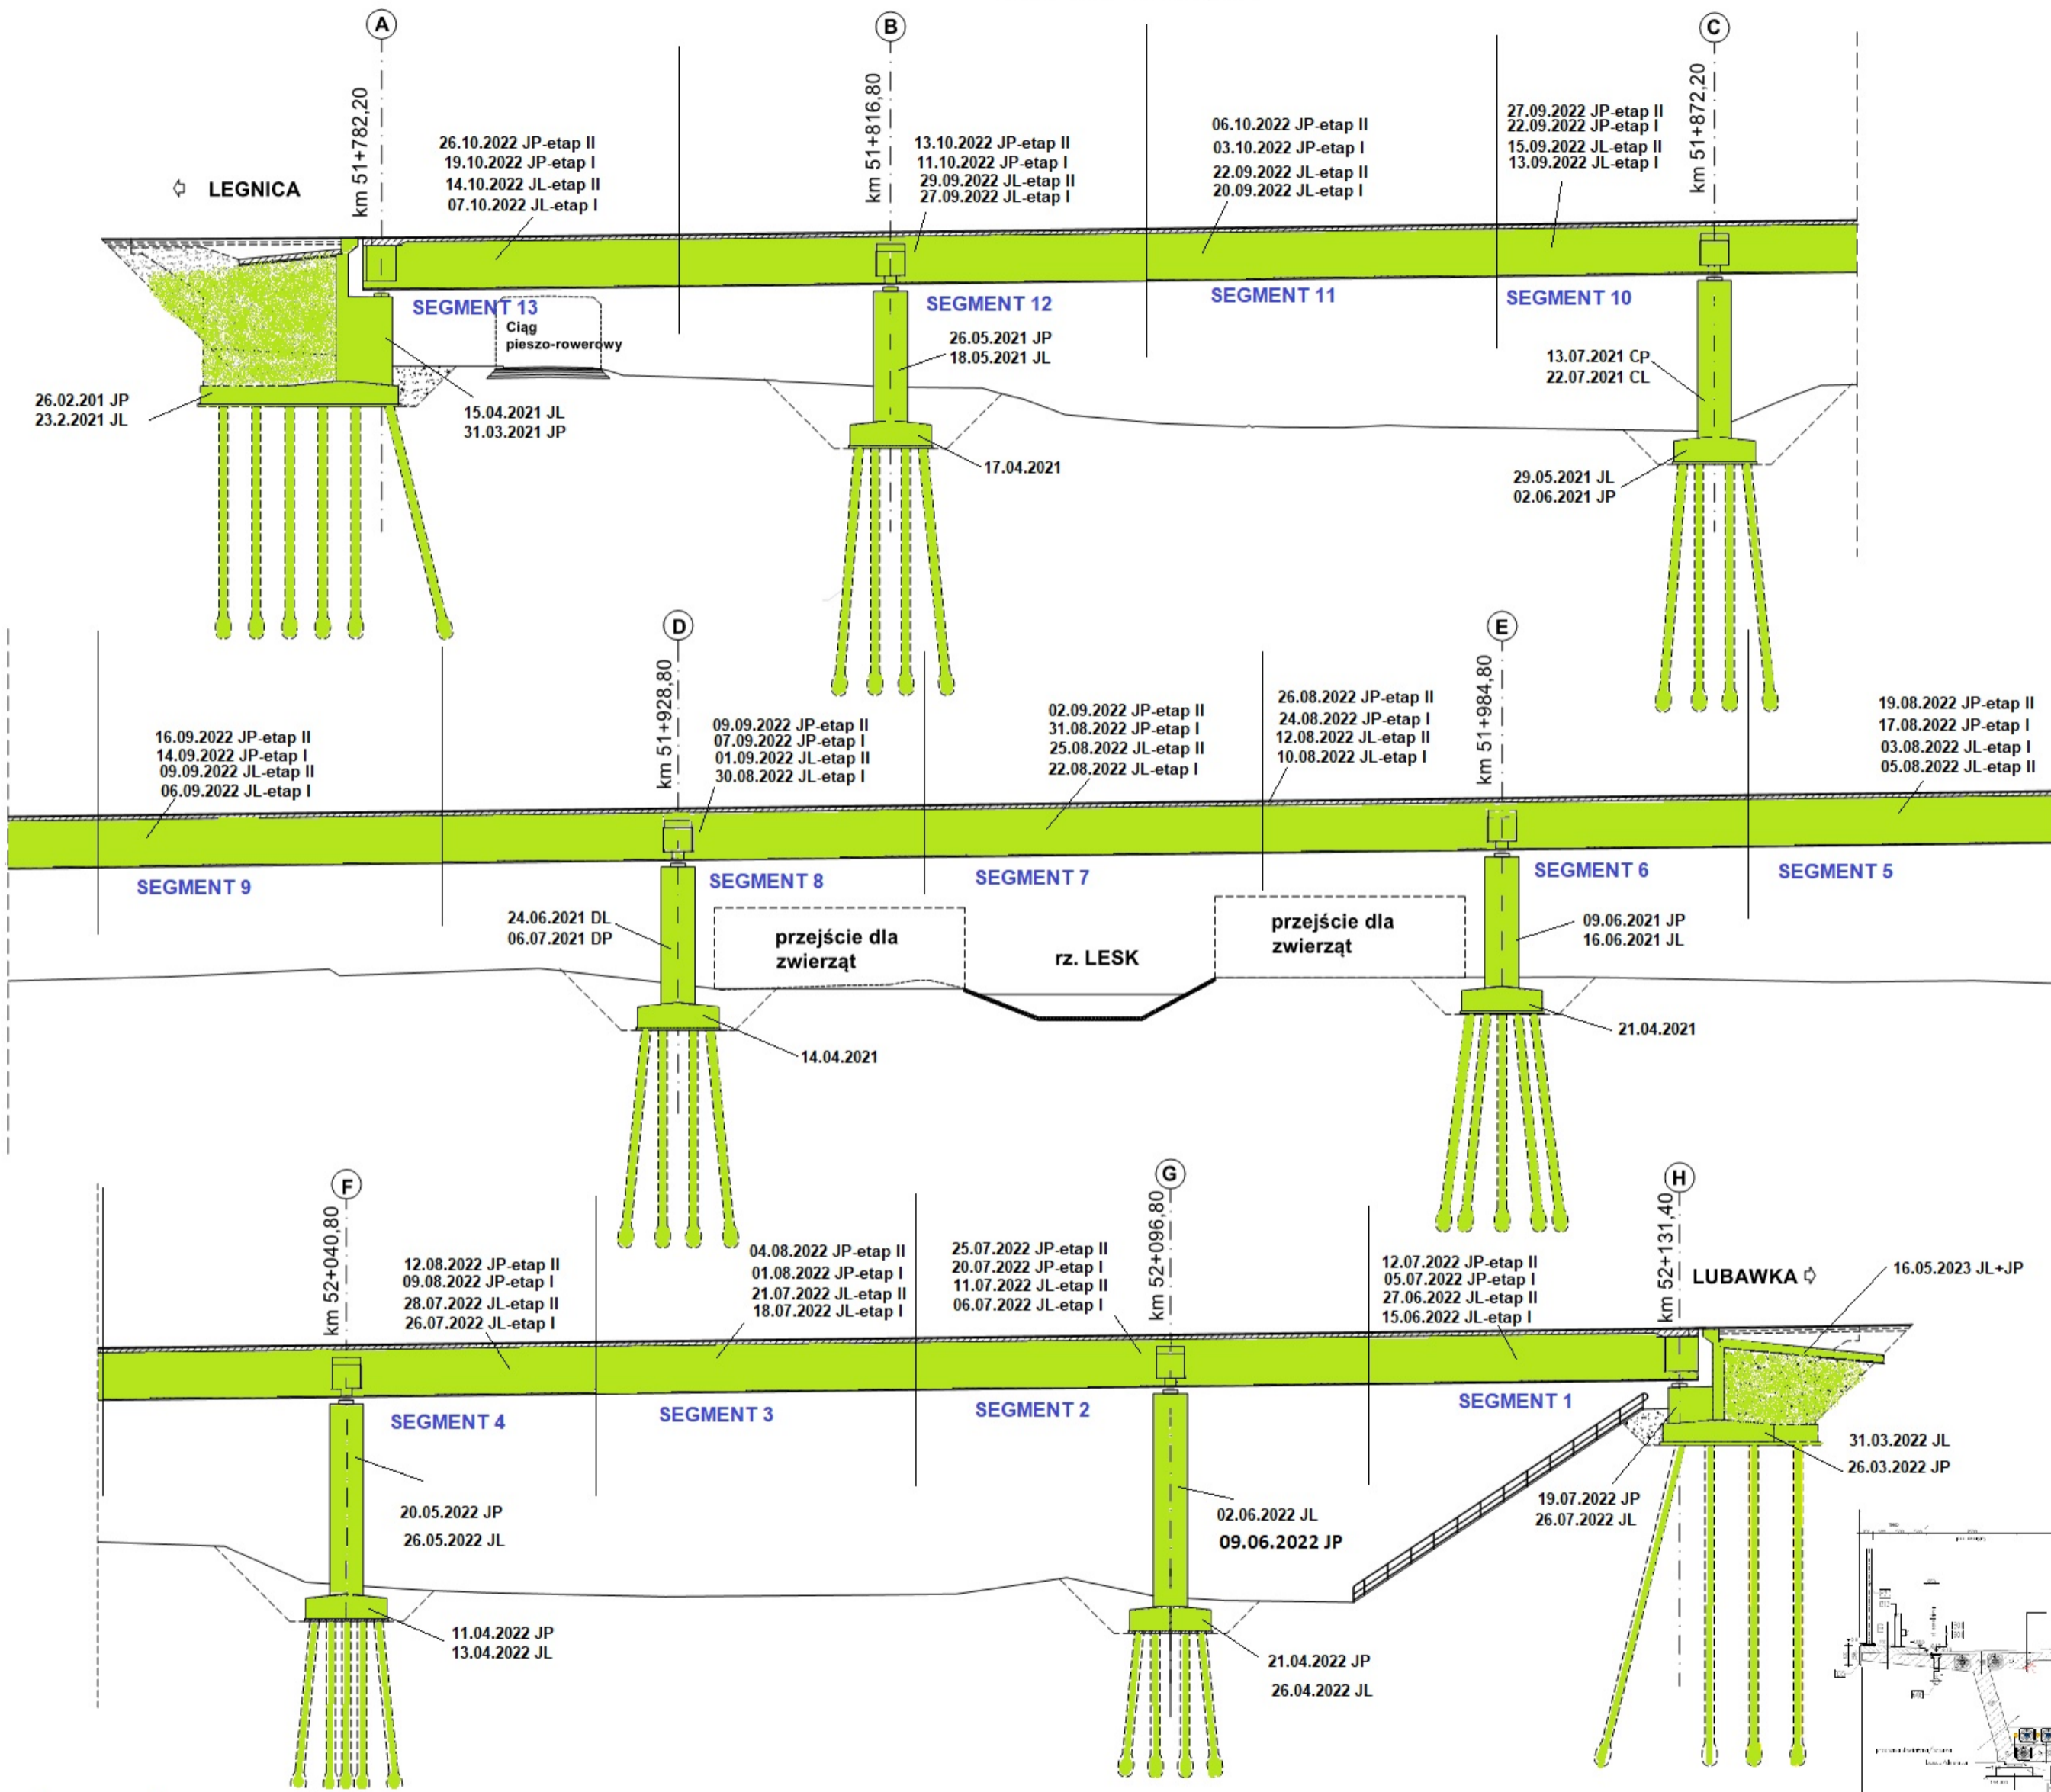 A
B
C
km 51+782,20
km 51+816,80
km 51+872,20
LEGNICA
26.10.2022 JP-etap II
19.10.2022 JP-etap I
14.10.2022 JL-etap II
07.10.2022 JL-etap I
13.10.2022 JP-etap II
11.10.2022 JP-etap I
29.09.2022 JL-etap II
27.09.2022 JL-etap I
06.10.2022 JP-etap II
03.10.2022 JP-etap I
22.09.2022 JL-etap II
20.09.2022 JL-etap I
27.09.2022 JP-etap II
22.09.2022 JP-etap I
15.09.2022 JL-etap II
13.09.2022 JL-etap I
SEGMENT 13
SEGMENT 12
SEGMENT 11
SEGMENT 10
Ciąg
pieszo-rowerowy
26.05.2021 JP
18.05.2021 JL
13.07.2021 CP
22.07.2021 CL
26.02.201 JP
23.2.2021 JL
15.04.2021 JL
31.03.2021 JP
17.04.2021
29.05.2021 JL
02.06.2021 JP
D
E
km 51+928,80
km 51+984,80
16.09.2022 JP-etap II
14.09.2022 JP-etap I
09.09.2022 JL-etap II
06.09.2022 JL-etap I
09.09.2022 JP-etap II
07.09.2022 JP-etap I
01.09.2022 JL-etap II
30.08.2022 JL-etap I
02.09.2022 JP-etap II
31.08.2022 JP-etap I
25.08.2022 JL-etap II
22.08.2022 JL-etap I
26.08.2022 JP-etap II
24.08.2022 JP-etap I
12.08.2022 JL-etap II
10.08.2022 JL-etap I
19.08.2022 JP-etap II
17.08.2022 JP-etap I
03.08.2022 JL-etap I
05.08.2022 JL-etap II
SEGMENT 9
SEGMENT 8
SEGMENT 7
SEGMENT 6
SEGMENT 5
24.06.2021 DL
06.07.2021 DP
przejście dla
zwierząt
rz. LESK
przejście dla
zwierząt
09.06.2021 JP
16.06.2021 JL
14.04.2021
21.04.2021
F
G
H
km 52+040,80
km 52+096,80
km 52+131,40
12.08.2022 JP-etap II
09.08.2022 JP-etap I
28.07.2022 JL-etap II
26.07.2022 JL-etap I
04.08.2022 JP-etap II
01.08.2022 JP-etap I
21.07.2022 JL-etap II
18.07.2022 JL-etap I
25.07.2022 JP-etap II
20.07.2022 JP-etap I
11.07.2022 JL-etap II
06.07.2022 JL-etap I
12.07.2022 JP-etap II
05.07.2022 JP-etap I
27.06.2022 JL-etap II
15.06.2022 JL-etap I
LUBAWKA
16.05.2023 JL+JP
SEGMENT 4
SEGMENT 3
SEGMENT 2
SEGMENT 1
20.05.2022 JP
26.05.2022 JL
02.06.2022 JL
09.06.2022 JP
19.07.2022 JP
26.07.2022 JL
31.03.2022 JL
26.03.2022 JP
11.04.2022 JP
13.04.2022 JL
21.04.2022 JP
26.04.2022 JL